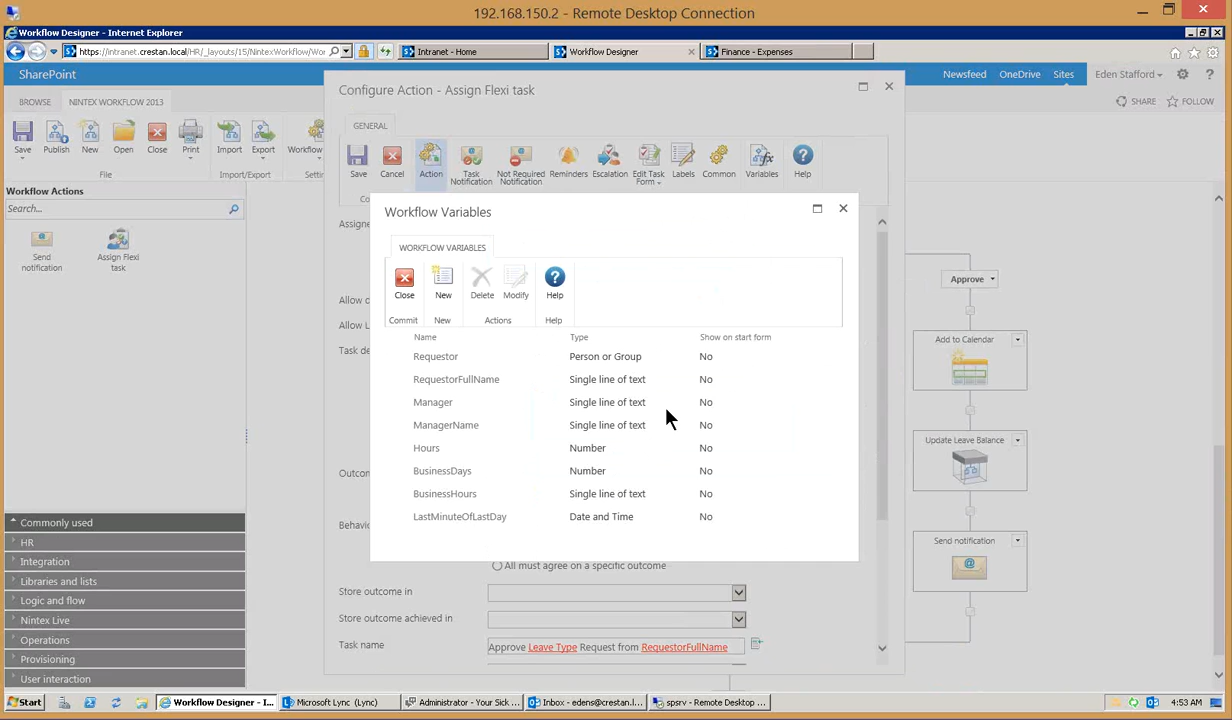 192.168.150.2 - Remote Desktop Connection
Workflow Designer - Internet Explorer
https://intranet.crestan.local/HR/_layouts/15/NintexWorkflow/Wo
Intranet - Home
Workflow Designer
Finance - Expenses
SharePoint
Newsfeed
OneDrive
Sites
Eden Stafford
BROWSE
NINTEX WORKFLOW 2013
SHARE
FOLLOW
Save
Publish
New
Open
Close
Print
Import
Export
Workflow
File
Import/Export
Workflow Actions
Search...
Send notification
Assign Flexi task
Commonly used
HR
Integration
Libraries and lists
Logic and flow
Nintex Live
Operations
Provisioning
User interaction
Configure Action - Assign Flexi task
GENERAL
Save
Cancel
Action
Task Notification
Not Required Notification
Reminders
Escalation
Edit Task Form
Labels
Common
Variables
Help
Workflow Variables
WORKFLOW VARIABLES
Close
New
Delete
Modify
Help
Commit
New
Actions
Help
Name Type Show on start form
Requestor Person or Group No
RequestorFullName Single line of text No
Manager Single line of text No
ManagerName Single line of text No
Hours Number No
BusinessDays Number No
BusinessHours Single line of text No
LastMinuteOfLastDay Date and Time No
All must agree on a specific outcome
Store outcome in
Store outcome achieved in
Task name
Approve Leave Type Request from RequestorFullName
Approve
Add to Calendar
Update Leave Balance
Send notification
Start
Workflow Designer - I...
Microsoft Lync (Lync)
Administrator - Your Sick ...
Inbox - edens@crestan.l...
spsrv - Remote Desktop ...
4:53 AM